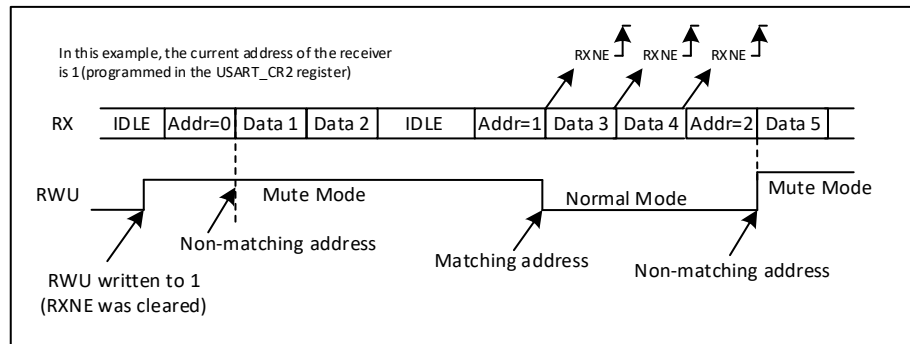 In this example, the current address of the receiver
is 1(programmed in the USART_CR2 register)
RXNE RXNE RXNE
RX IDLE Addr=0 Data 1 Data 2 IDLE Addr=1 Data 3 Data 4 Addr=2 Data 5
RWU Mute Mode Normal Mode Mute Mode
Non-matching address Matching address Non-matching address
RWU written to 1
(RXNE was cleared)